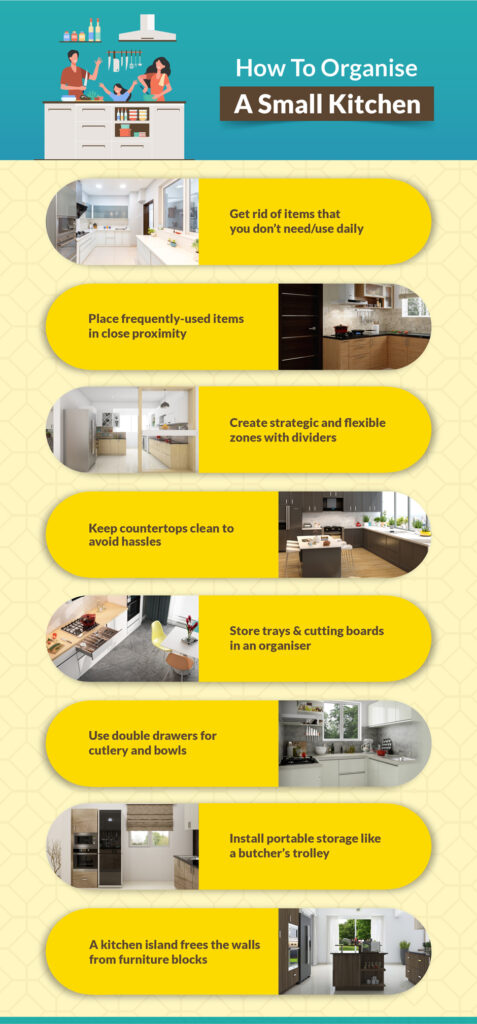 How To Organise
A Small Kitchen
Get rid of items that
you don't need/use daily
Place frequently-used items
in close proximity
Create strategic and flexible
zones with dividers
Keep countertops clean to
avoid hassles
Store trays & cutting boards
in an organiser
Use double drawers for
cutlery and bowls
Install portable storage like
a butcher's trolley
A kitchen island frees the walls
from furniture blocks